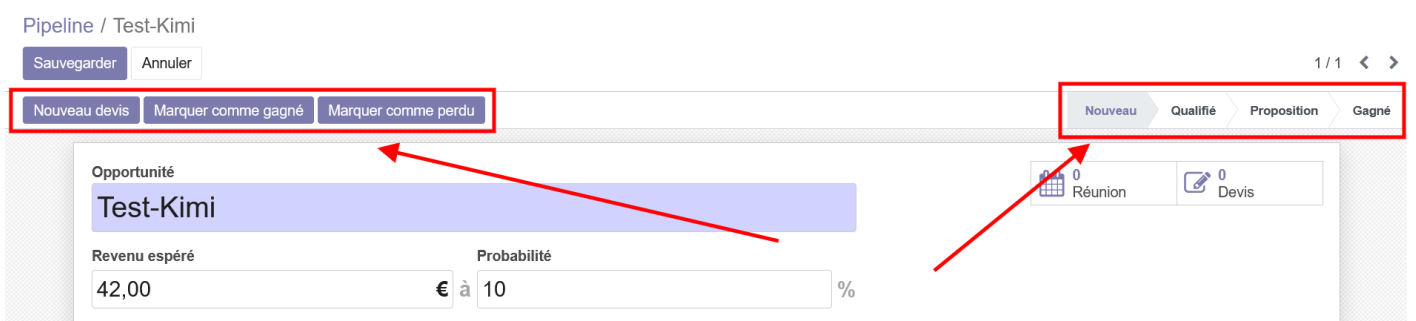 Pipeline / Test-Kimi
Sauvegarder Annuler 1 / 1
Nouveau devis Marquer comme gagné Marquer comme perdu Nouveau Qualifié Proposition Gagné
Opportunité
0 Réunion
0 Devis
Test-Kimi
Revenu espéré Probabilité
42,00 € à 10 %